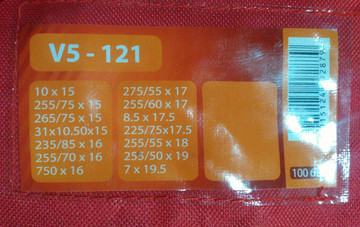 V5 - 121
10 x 15
255/75 x 15
265/75 x 15
31x10.50x15
235/85 x 16
255/70 x 16
750 x 16
275/55 x 17
255/60 x 17
8.5 x 17.5
225/75x17.5
255/55 x 18
255/50 x 19
7 x 19.5
100